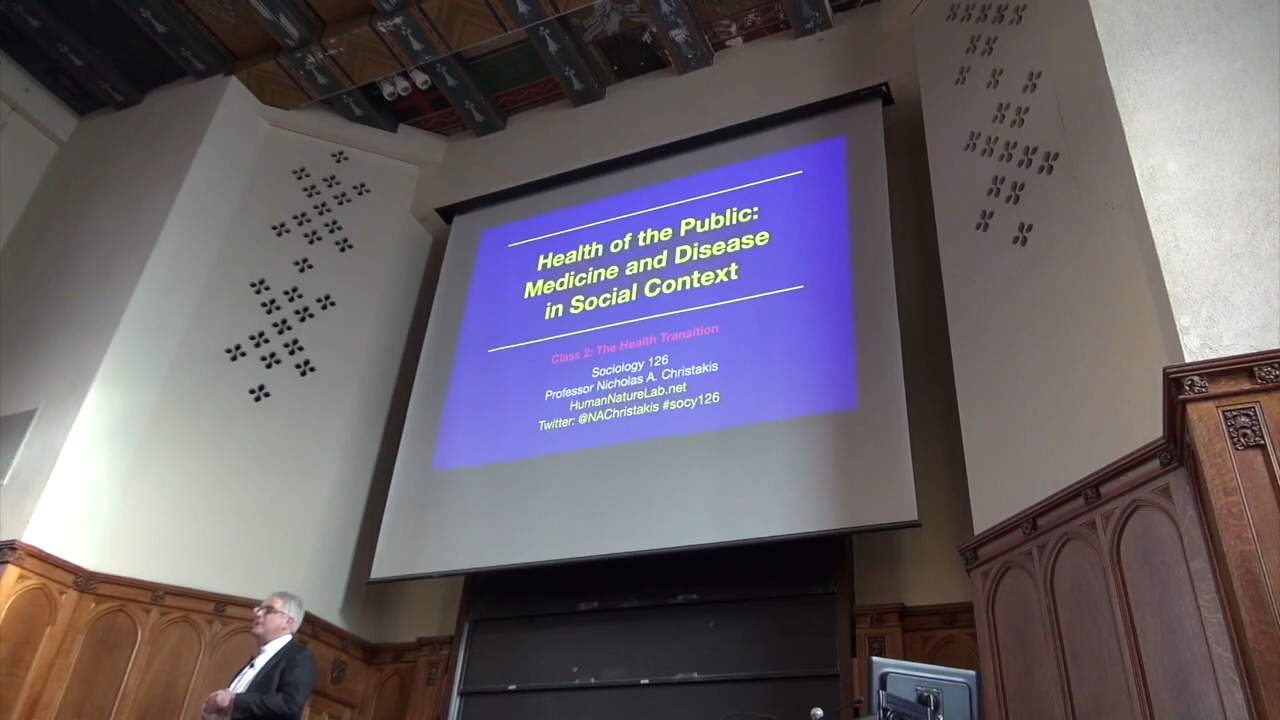 Health of the Public:
Medicine and Disease
in Social Context
Class 2: The Health Transition
Sociology 126
Professor Nicholas A. Christakis
HumanNatureLab.net
Twitter: @NAChristakis #socy126